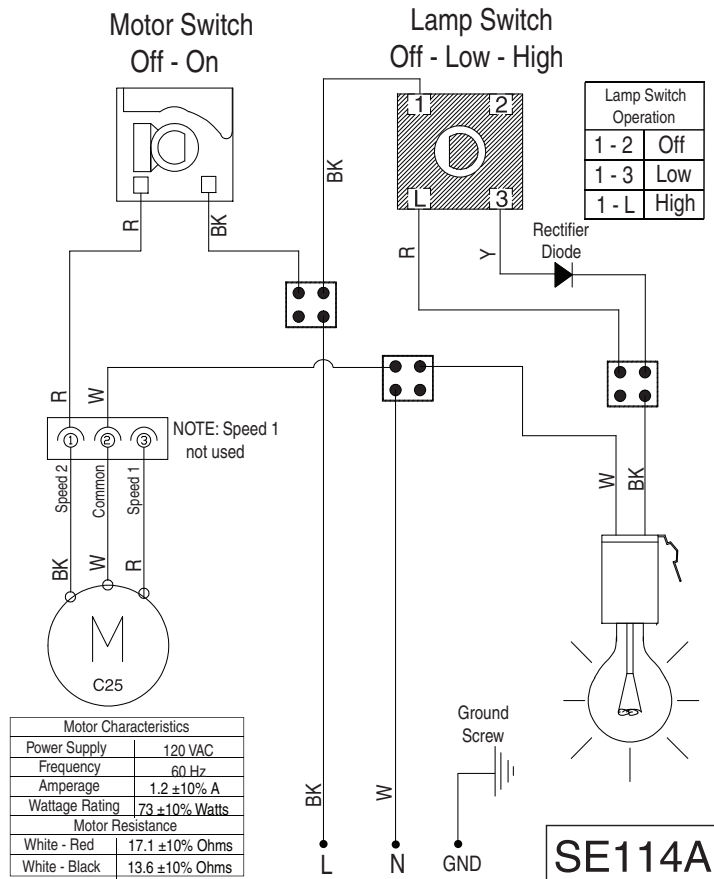 Motor Switch
Off - On
Lamp Switch
Off - Low - High
1
2
L
3
Lamp Switch
Operation
1 - 2 Off
1 - 3 Low
1 - L High
BK
R
BK
R
Y
Rectifier
Diode
R
W
NOTE: Speed 1
not used
1
2
3
Speed 2
Common
Speed 1
BK
W
R
M
C25
W
BK
Motor Characteristics
Power Supply 120 VAC
Frequency 60 Hz
Amperage 1.2 ±10% A
Wattage Rating 73 ±10% Watts
Motor Resistance
White - Red 17.1 ±10% Ohms
White - Black 13.6 ±10% Ohms
Ground
Screw
BK
W
L
N
GND
SE114A